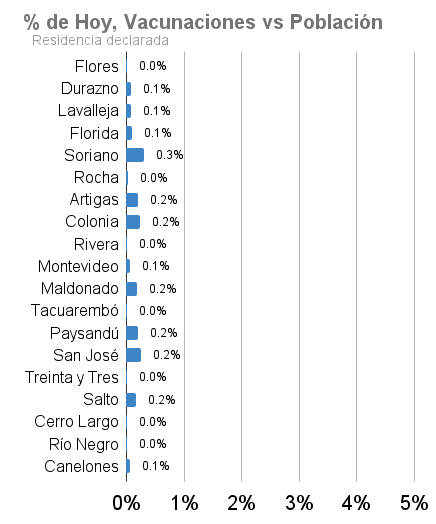 % de Hoy, Vacunaciones vs Población
Residencia declarada
Flores 0.0%
Durazno 0.1%
Lavalleja 0.1%
Florida 0.1%
Soriano 0.3%
Rocha 0.0%
Artigas 0.2%
Colonia 0.2%
Rivera 0.0%
Montevideo 0.1%
Maldonado 0.2%
Tacuarembó 0.0%
Paysandú 0.2%
San José 0.2%
Treinta y Tres 0.0%
Salto 0.2%
Cerro Largo 0.0%
Río Negro 0.0%
Canelones 0.1%
0% 1% 2% 3% 4% 5%